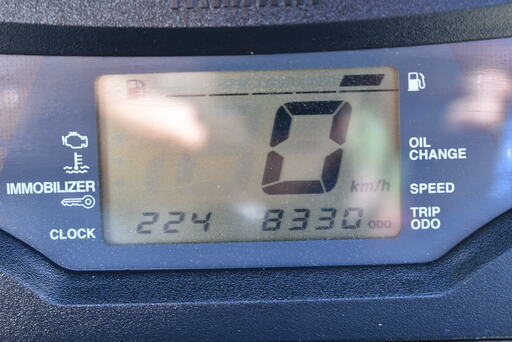 0
km/h
224 8330 ODO
IMMOBILIZER
CLOCK
OIL
CHANGE
SPEED
TRIP
ODO